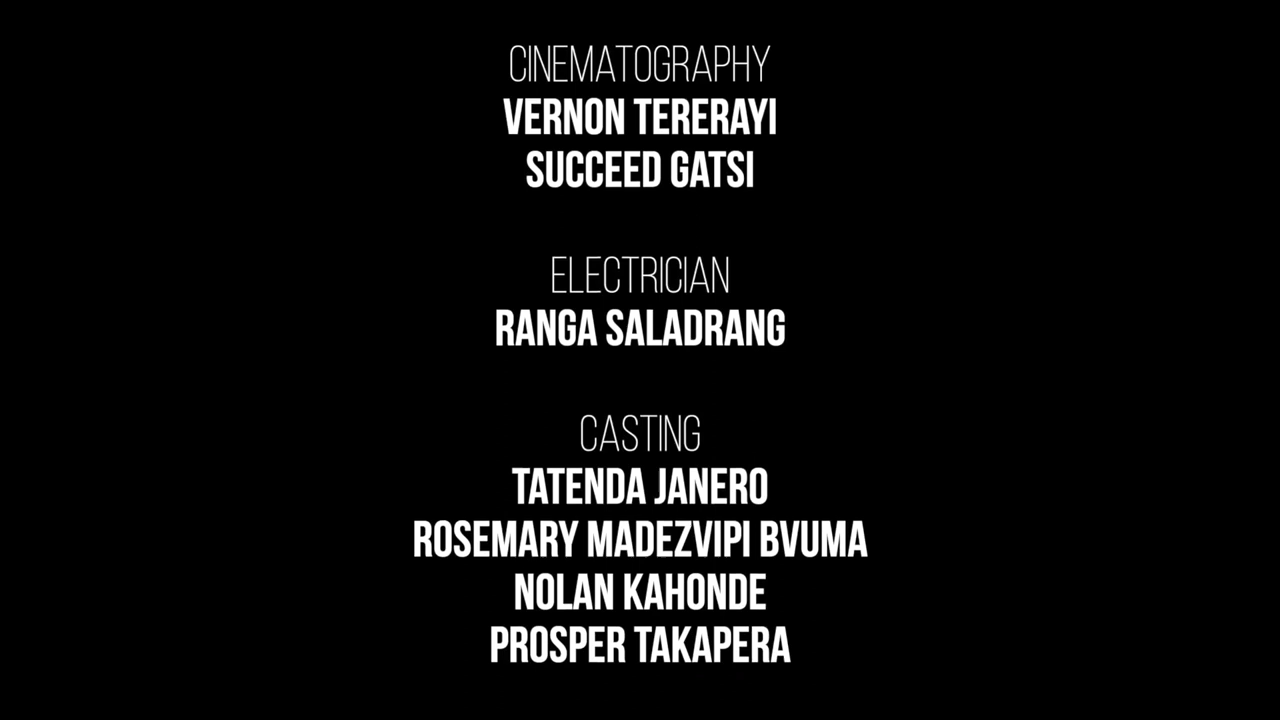 CINEMATOGRAPHY
VERNON TERERAYI
SUCCEED GATSI
ELECTRICIAN
RANGA SALADRANG
CASTING
TATENDA JANERO
ROSEMARY MADEZVIPI BVUMA
NOLAN KAHONDE
PROSPER TAKAPERA